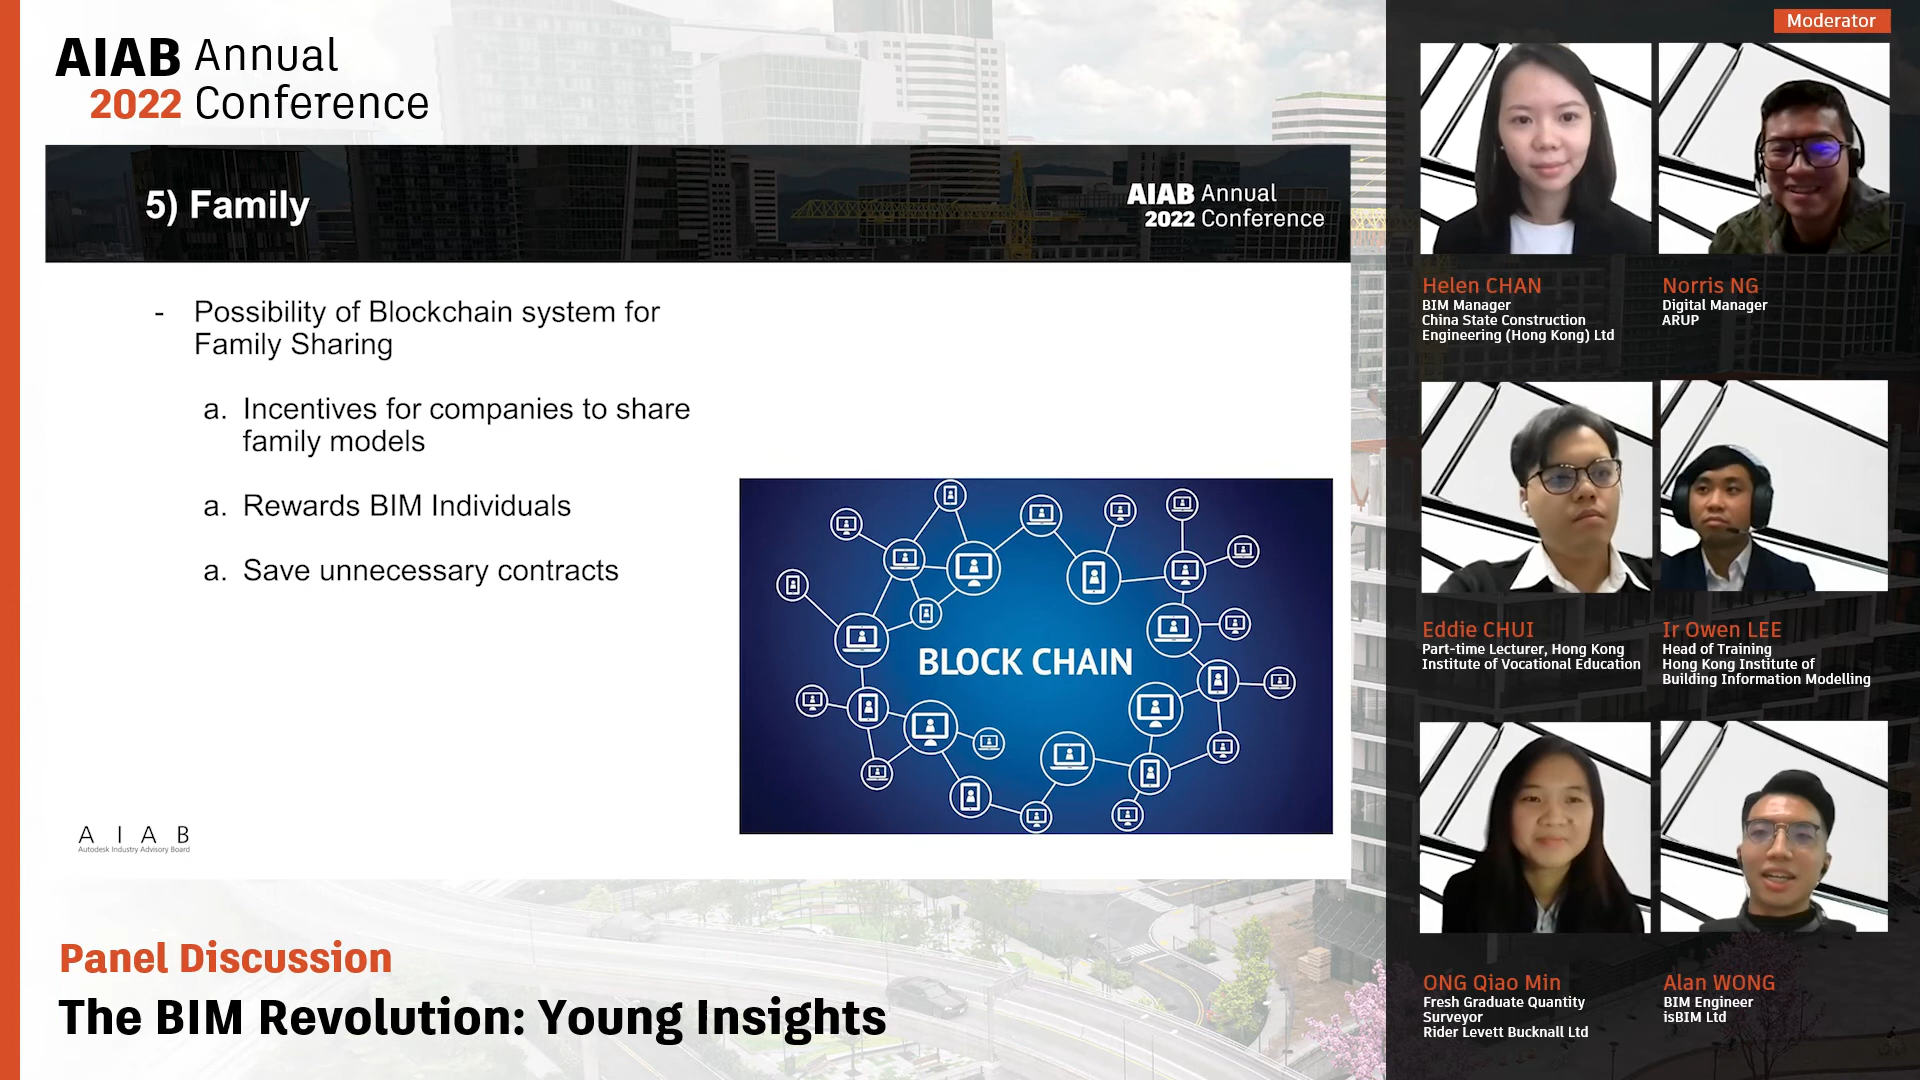 AIAB Annual
2022 Conference
5) Family
AIAB Annual
2022 Conference
- Possibility of Blockchain system for
Family Sharing
a. Incentives for companies to share
family models
a. Rewards BIM Individuals
a. Save unnecessary contracts
BLOCK CHAIN
A I A B
Autodesk Industry Advisory Board
Panel Discussion
The BIM Revolution: Young Insights
Moderator
Helen CHAN
BIM Manager
China State Construction
Engineering (Hong Kong) Ltd
Norris NG
Digital Manager
ARUP
Eddie CHUI
Part-time Lecturer, Hong Kong
Institute of Vocational Education
Ir Owen LEE
Head of Training
Hong Kong Institute of
Building Information Modelling
ONG Qiao Min
Fresh Graduate Quantity
Surveyor
Rider Levett Bucknall Ltd
Alan WONG
BIM Engineer
isBIM Ltd